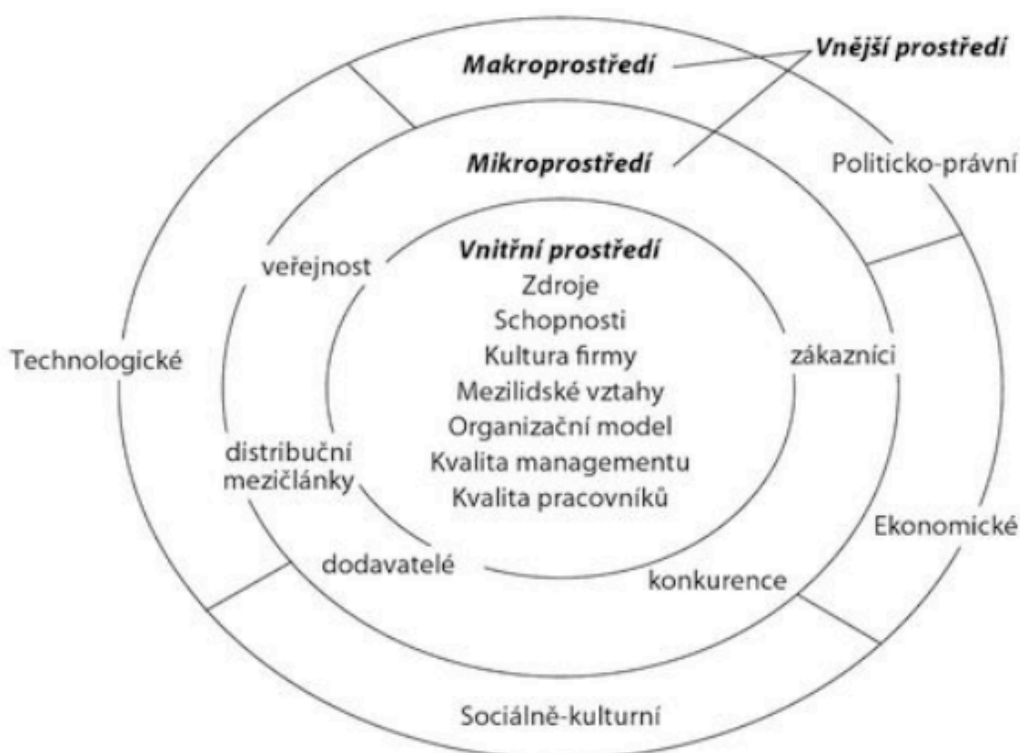 Makroprostředí
Vnější prostředí
Mikroprostředí
Politicko-právní
Vnitřní prostředí
veřejnost
Zdroje
Schopnosti
Technologické
Kultura firmy
zákazníci
Mezilidské vztahy
Organizační model
distribuční
mezičlánky
Kvalita managementu
Kvalita pracovníků
Ekonomické
dodavatelé
konkurence
Sociálně-kulturní